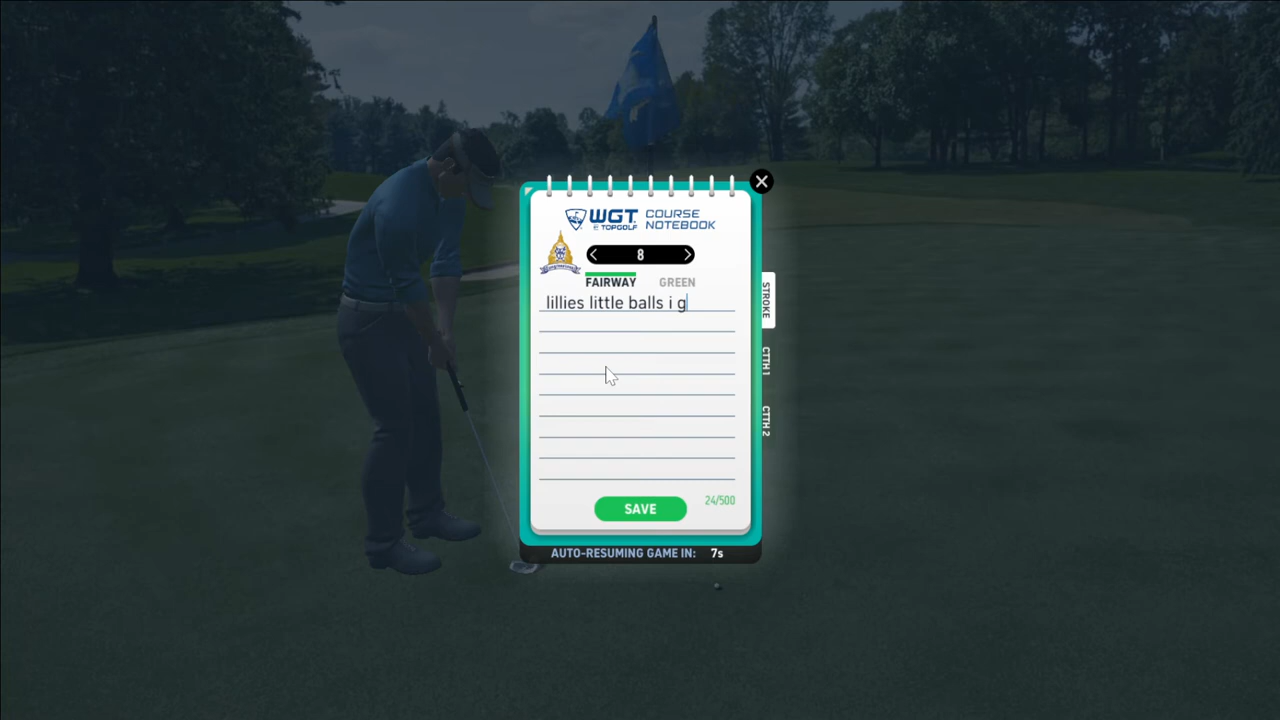 WGT COURSE
BY TOPGOLF NOTEBOOK
8
FAIRWAY GREEN
lillies little balls i g
STROKE
CTTH 1
CTTH 2
SAVE
24/500
AUTO-RESUMING GAME IN: 7s